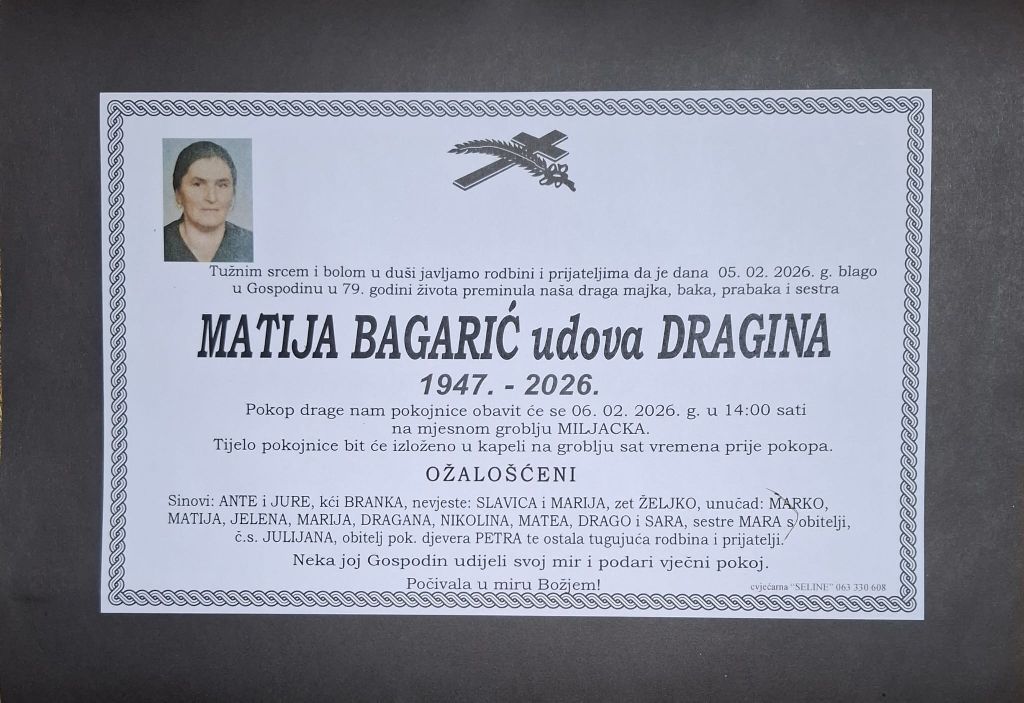 Tužnim srcem i bolom u duši javljamo rodbini i prijateljima da je dana 05. 02. 2026. g. blago
u Gospodinu u 79. godini života preminula naša draga majka, baka, prabaka i sestra
MATIJA BAGARIĆ udova DRAGINA
1947. - 2026.
Pokop drage nam pokojnice obavit će se 06. 02. 2026. g. u 14:00 sati
na mjesnom groblju MILJACKA.
Tijelo pokojnice bit će izloženo u kapeli na groblju sat vremena prije pokopa.
OŽALOŠĆENI
Sinovi: ANTE i JURE, kći BRANKA, nevjeste: SLAVICA i MARIJA, zet ŽELJKO, unučad: MARKO,
MATIJA, JELENA, MARIJA, DRAGANA, NIKOLINA, MATEA, DRAGO i SARA, sestre MARA s obitelji,
č.s. JULIJANA, obitelj pok. djevera PETRA te ostala tugujuća rodbina i prijatelji.
Neka joj Gospodin udijeli svoj mir i podari vječni pokoj.
Počivala u miru Božjem!
cvjećarna "SELINE" 063 330 608